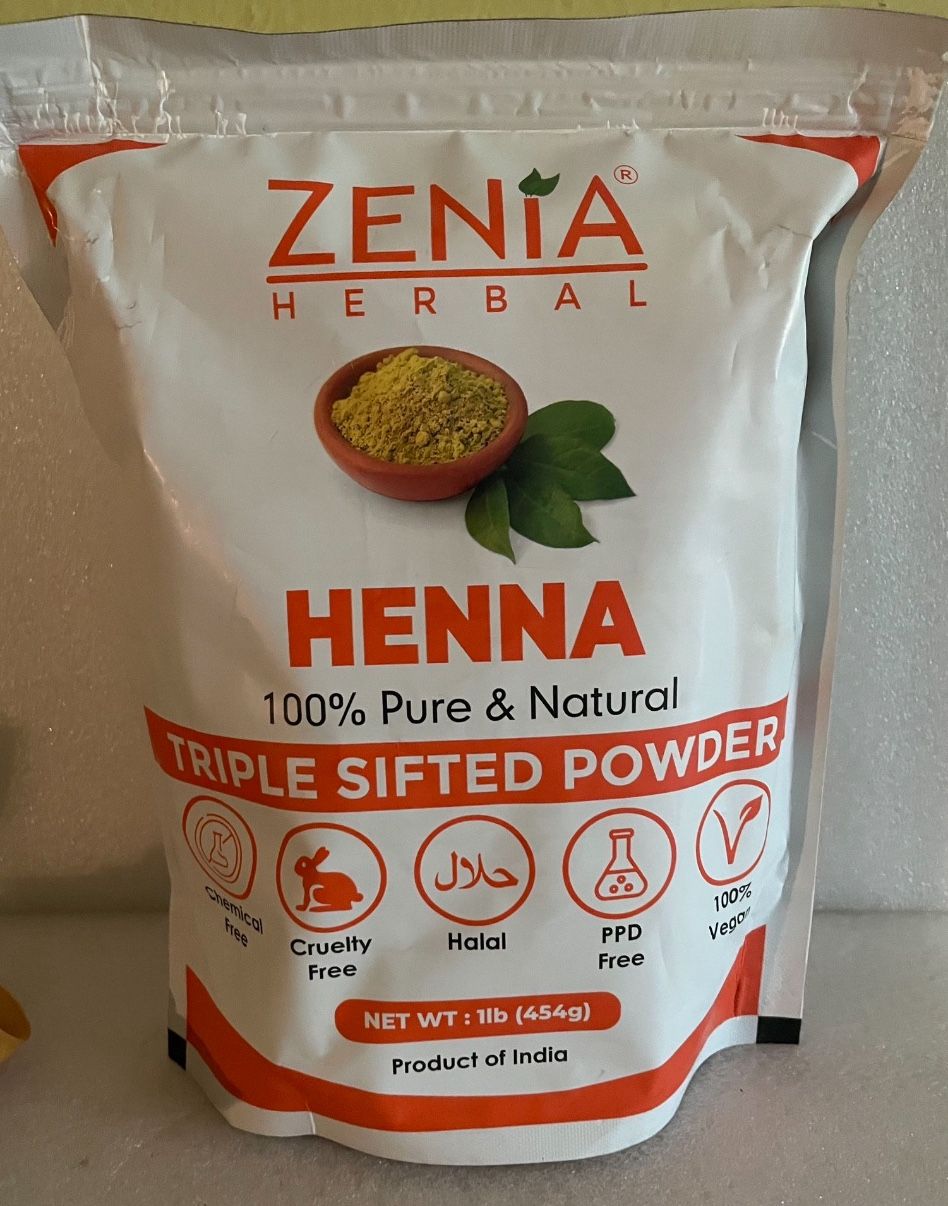 ZENIA®
HERBAL
HENNA
100% Pure & Natural
TRIPLE SIFTED POWDER
Chemical
Free
Cruelty
Free
حلال
Halal
PPD
Free
100%
Vegan
NET WT : 1lb (454g)
Product of India